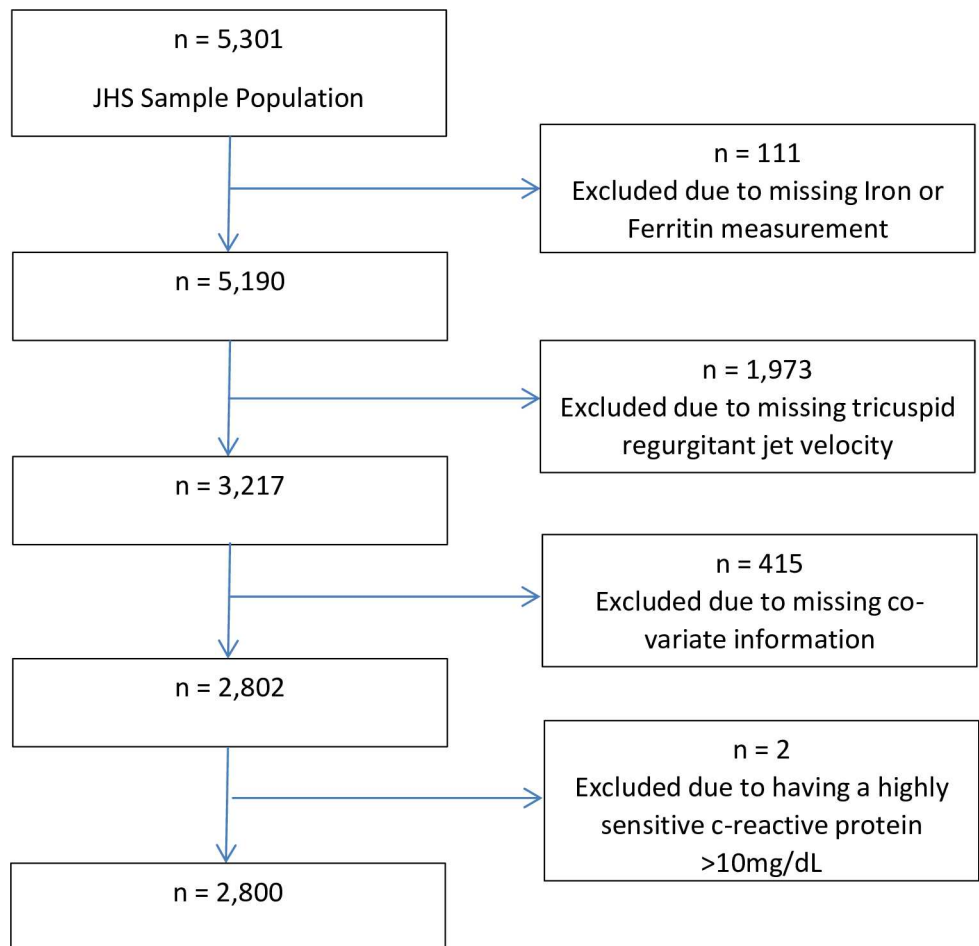 n = 5,301
JHS Sample Population
n = 111
Excluded due to missing Iron or
Ferritin measurement
n = 5,190
n = 1,973
Excluded due to missing tricuspid
regurgitant jet velocity
n = 3,217
n = 415
Excluded due to missing co-
variate information
n = 2,802
n = 2
Excluded due to having a highly
sensitive c-reactive protein
>10mg/dL
n = 2,800